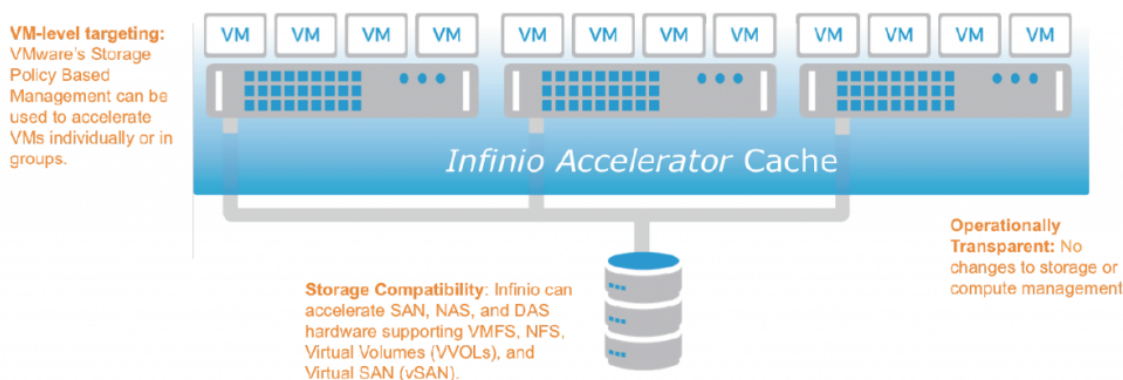 VM-level targeting:
VMware's Storage
Policy Based
Management can be
used to accelerate
VMs individually or in
groups.
VM VM VM VM VM VM VM VM VM VM VM VM
Infinio Accelerator Cache
Operationally
Transparent: No
changes to storage or
compute management
Storage Compatibility: Infinio can
accelerate SAN, NAS, and DAS
hardware supporting VMFS, NFS,
Virtual Volumes (VVOLs), and
Virtual SAN (vSAN).